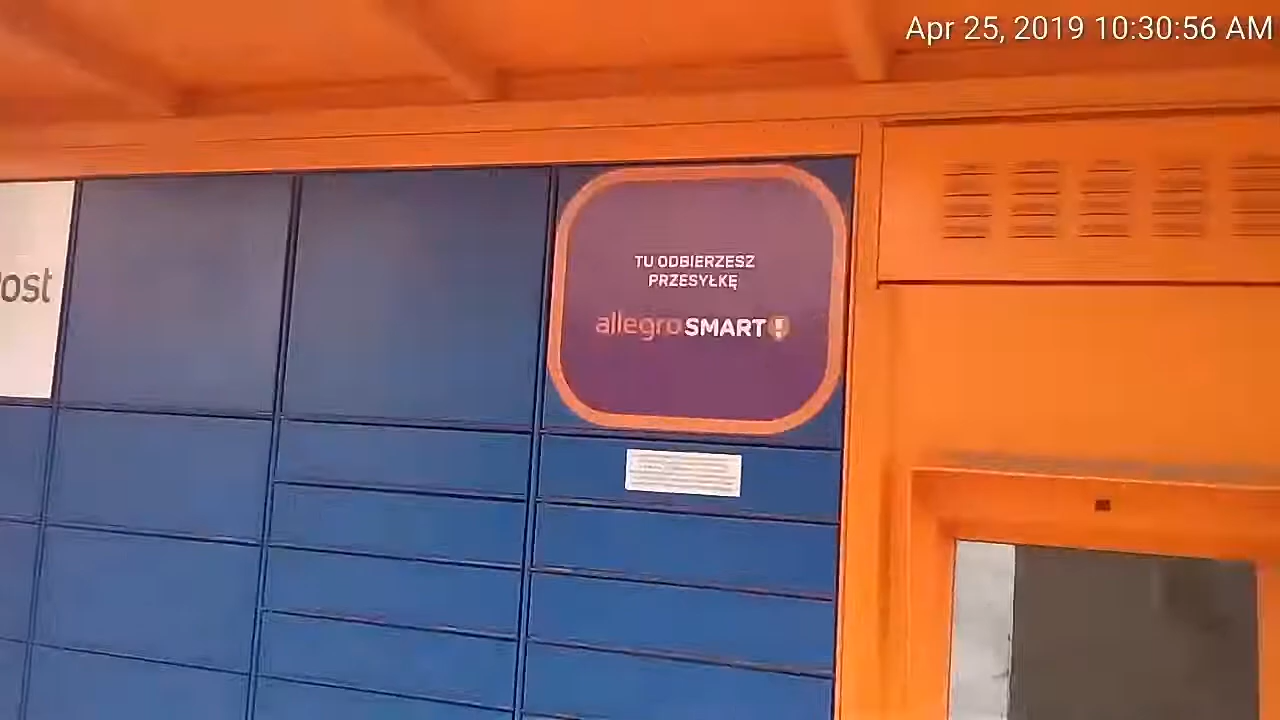 Apr 25, 2019 10:30:56 AM
TU ODBIERZESZ
PRZESYŁKĘ
allegro SMART!
ost